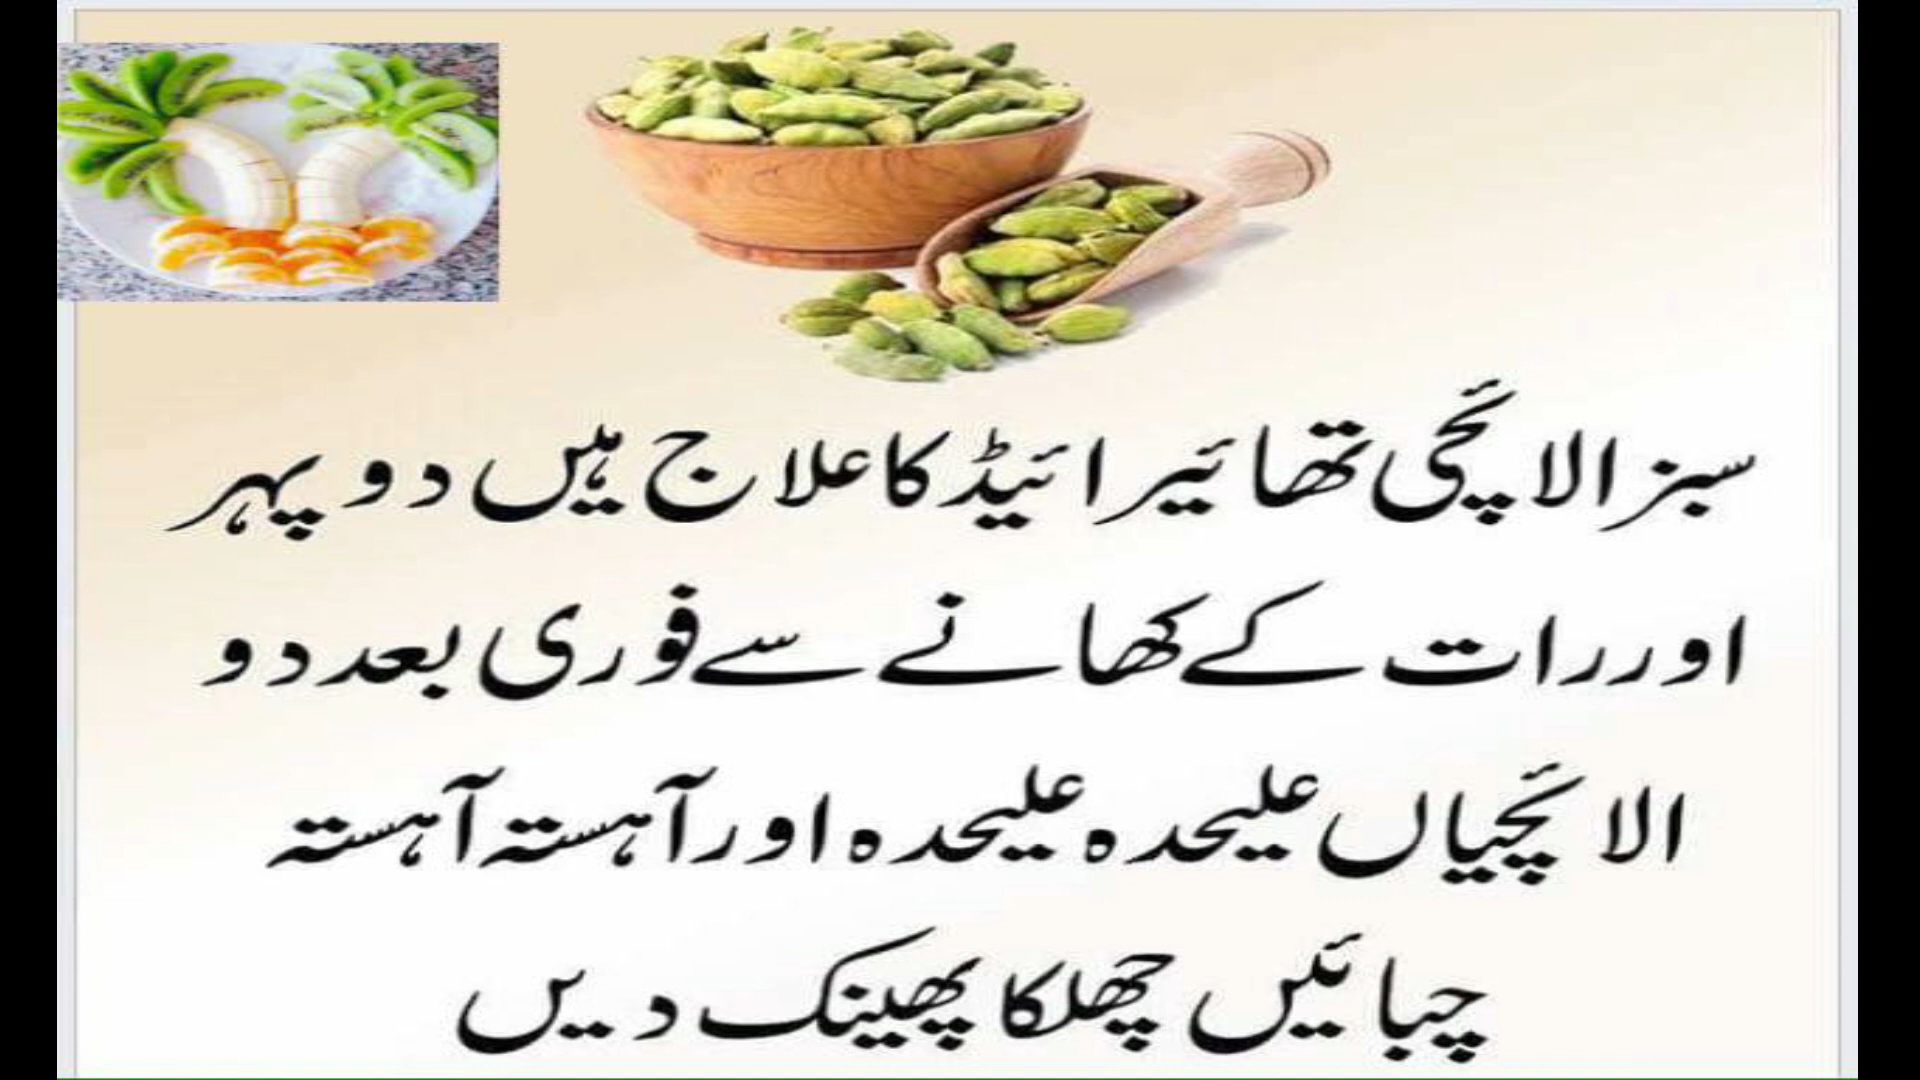 سبز الائچی تھائیرائیڈ کا علاج ہیں دوپہر
اور رات کے کھانے سے فوری بعد دو
الائچیاں علیحدہ علیحدہ اور آہستہ آہستہ
چبائیں چھلکا پھینک دیں